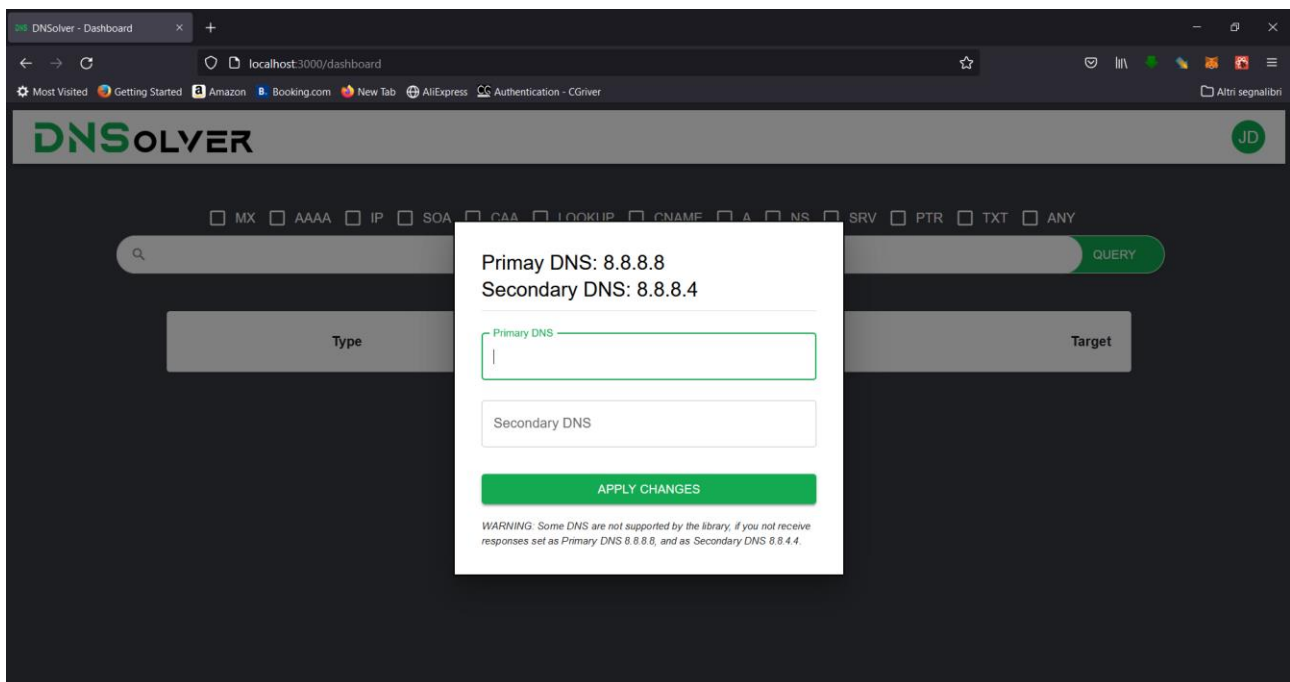 DNSolver - Dashboard
localhost:3000/dashboard
Most Visited Getting Started Amazon Booking.com New Tab AliExpress Authentication - CGriver Altri segnalibri
DNSOLVER JD
MX AAAA IP SOA CAA LOOKUP CNAME A NS SRV PTR TXT ANY
QUERY
Type Target
Primay DNS: 8.8.8.8
Secondary DNS: 8.8.8.4
Primary DNS
Secondary DNS
APPLY CHANGES
WARNING: Some DNS are not supported by the library, if you not receive
responses set as Primary DNS 8.8.8.8, and as Secondary DNS 8.8.4.4.